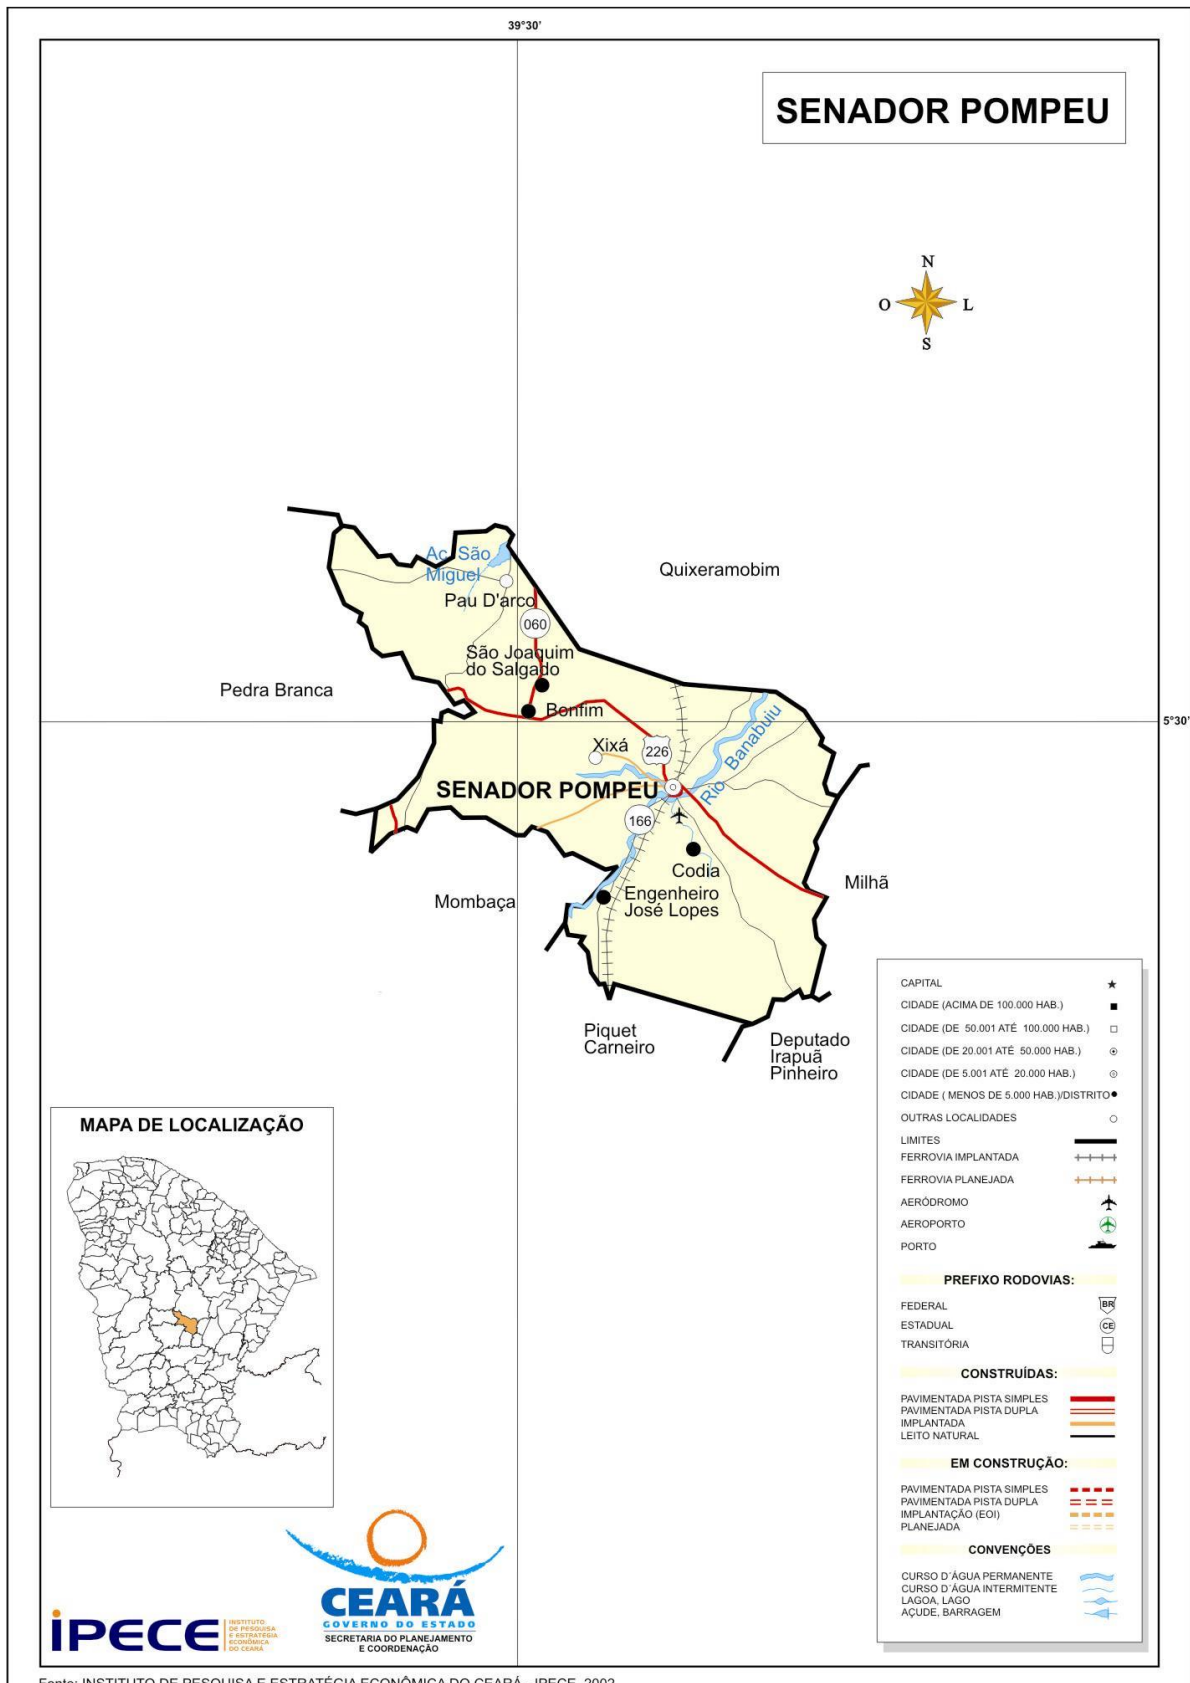 39°30'
SENADOR POMPEU
N
O
L
S
Aç. São
Miguel
Quixeramobim
Pau D'arco
060
São Joaquim
do Salgado
Pedra Branca
Bonfim
5°30'
Xixá
226
Rio Banabuiu
SENADOR POMPEU
166
Codia
Milhã
Mombaça
Engenheiro
José Lopes
Piquet
Carneiro
Deputado
Irapuã
Pinheiro
CAPITAL
CIDADE (ACIMA DE 100.000 HAB.)
CIDADE (DE 50.001 ATÉ 100.000 HAB.)
CIDADE (DE 20.001 ATÉ 50.000 HAB.)
CIDADE (DE 5.001 ATÉ 20.000 HAB.)
CIDADE ( MENOS DE 5.000 HAB.)/DISTRITO
OUTRAS LOCALIDADES
LIMITES
FERROVIA IMPLANTADA
FERROVIA PLANEJADA
AERÓDROMO
AEROPORTO
PORTO
PREFIXO RODOVIAS:
FEDERAL BR
ESTADUAL CE
TRANSITÓRIA
CONSTRUÍDAS:
PAVIMENTADA PISTA SIMPLES
PAVIMENTADA PISTA DUPLA
IMPLANTADA
LEITO NATURAL
EM CONSTRUÇÃO:
PAVIMENTADA PISTA SIMPLES
PAVIMENTADA PISTA DUPLA
IMPLANTAÇÃO (EOI)
PLANEJADA
CONVENÇÕES
CURSO D´ÁGUA PERMANENTE
CURSO D´ÁGUA INTERMITENTE
LAGOA, LAGO
AÇUDE, BARRAGEM
MAPA DE LOCALIZAÇÃO
iPECE
INSTITUTO
DE PESQUISA
E ESTRATÉGIA
ECONÔMICA
DO CEARÁ
CEARÁ
GOVERNO DO ESTADO
SECRETARIA DO PLANEJAMENTO
E COORDENAÇÃO
Fonte: INSTITUTO DE PESQUISA E ESTRATÉGIA ECONÔMICA DO CEARÁ - IPECE, 2002